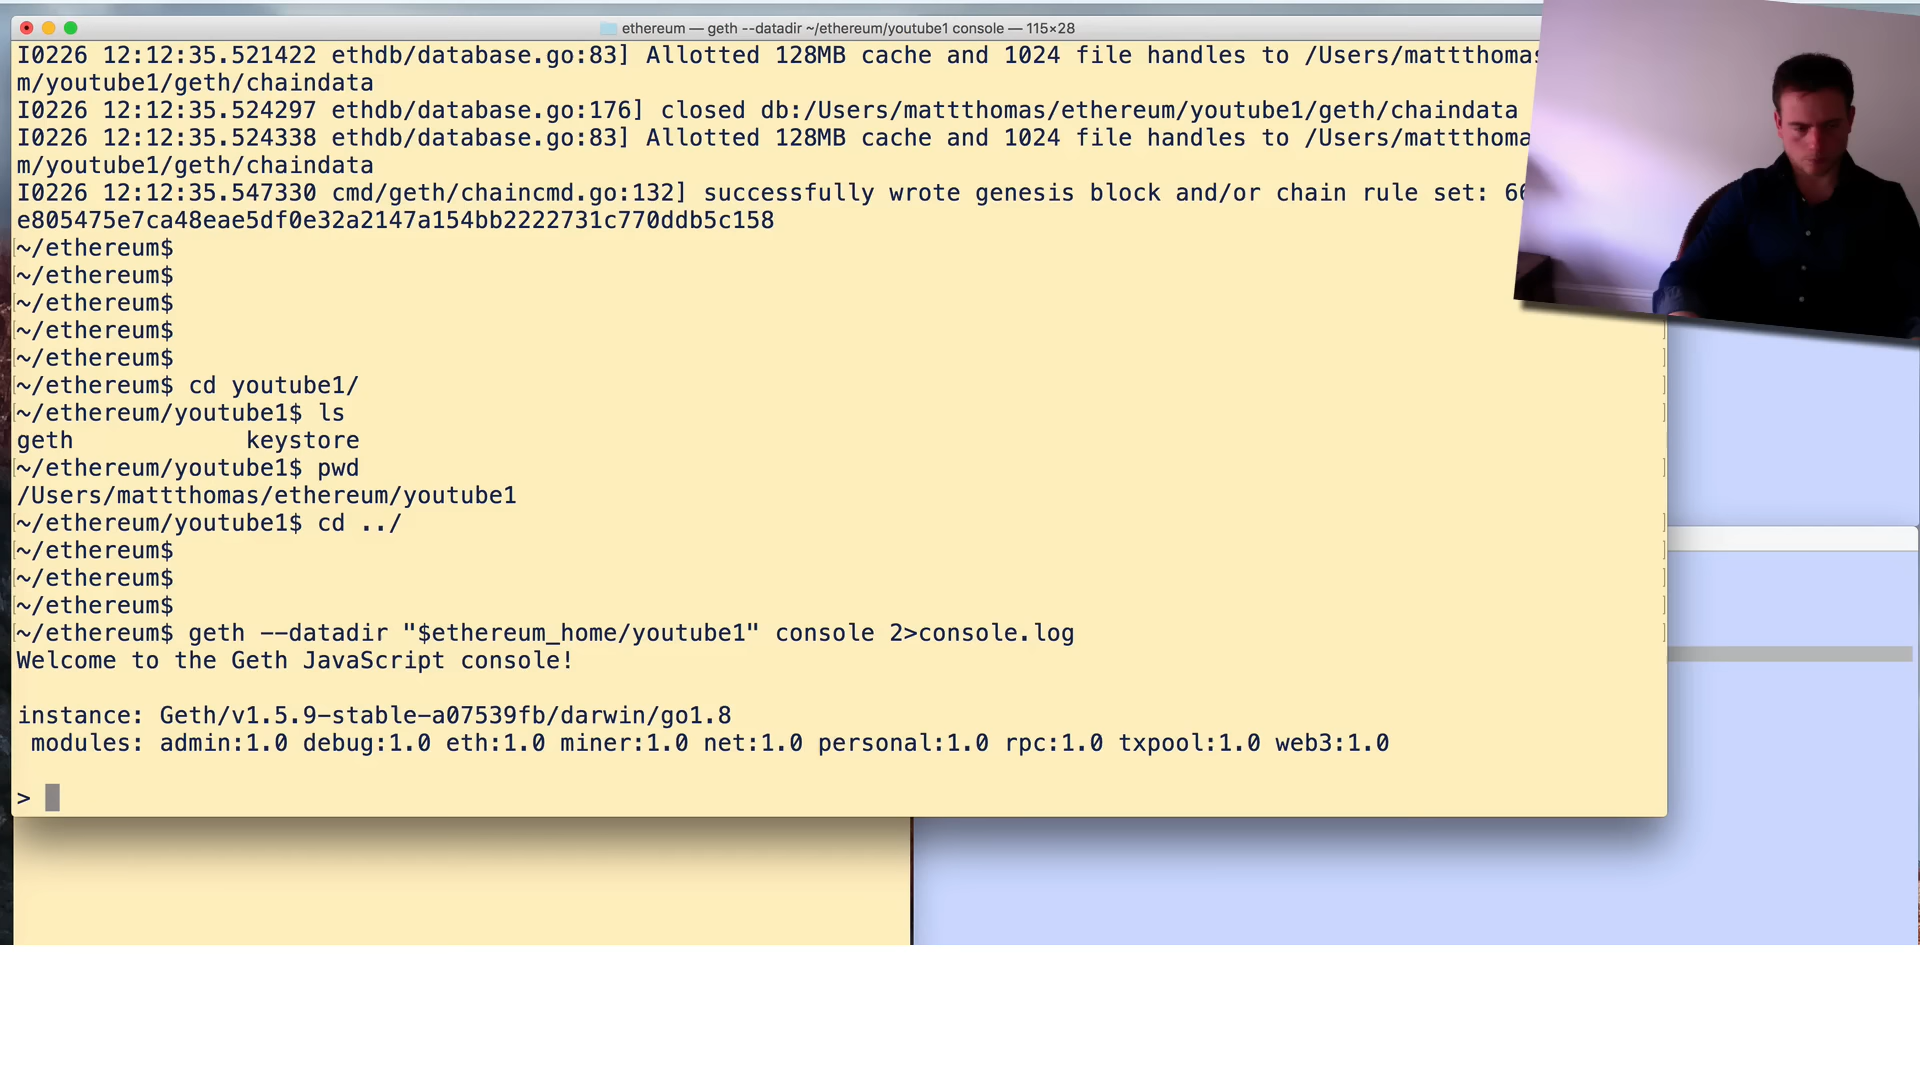 ethereum — geth --datadir ~/ethereum/youtube1 console — 115×28
I0226 12:12:35.521422 ethdb/database.go:83] Allotted 128MB cache and 1024 file handles to /Users/mattthomas
m/youtube1/geth/chaindata
I0226 12:12:35.524297 ethdb/database.go:176] closed db:/Users/mattthomas/ethereum/youtube1/geth/chaindata
I0226 12:12:35.524338 ethdb/database.go:83] Allotted 128MB cache and 1024 file handles to /Users/mattthoma
m/youtube1/geth/chaindata
I0226 12:12:35.547330 cmd/geth/chaincmd.go:132] successfully wrote genesis block and/or chain rule set: 66
e805475e7ca48eae5df0e32a2147a154bb2222731c770ddb5c158
~/ethereum$
~/ethereum$
~/ethereum$
~/ethereum$
~/ethereum$
~/ethereum$ cd youtube1/
~/ethereum/youtube1$ ls
geth keystore
~/ethereum/youtube1$ pwd
/Users/mattthomas/ethereum/youtube1
~/ethereum/youtube1$ cd ../
~/ethereum$
~/ethereum$
~/ethereum$
~/ethereum$ geth --datadir "$ethereum_home/youtube1" console 2>console.log
Welcome to the Geth JavaScript console!
instance: Geth/v1.5.9-stable-a07539fb/darwin/go1.8
modules: admin:1.0 debug:1.0 eth:1.0 miner:1.0 net:1.0 personal:1.0 rpc:1.0 txpool:1.0 web3:1.0
>